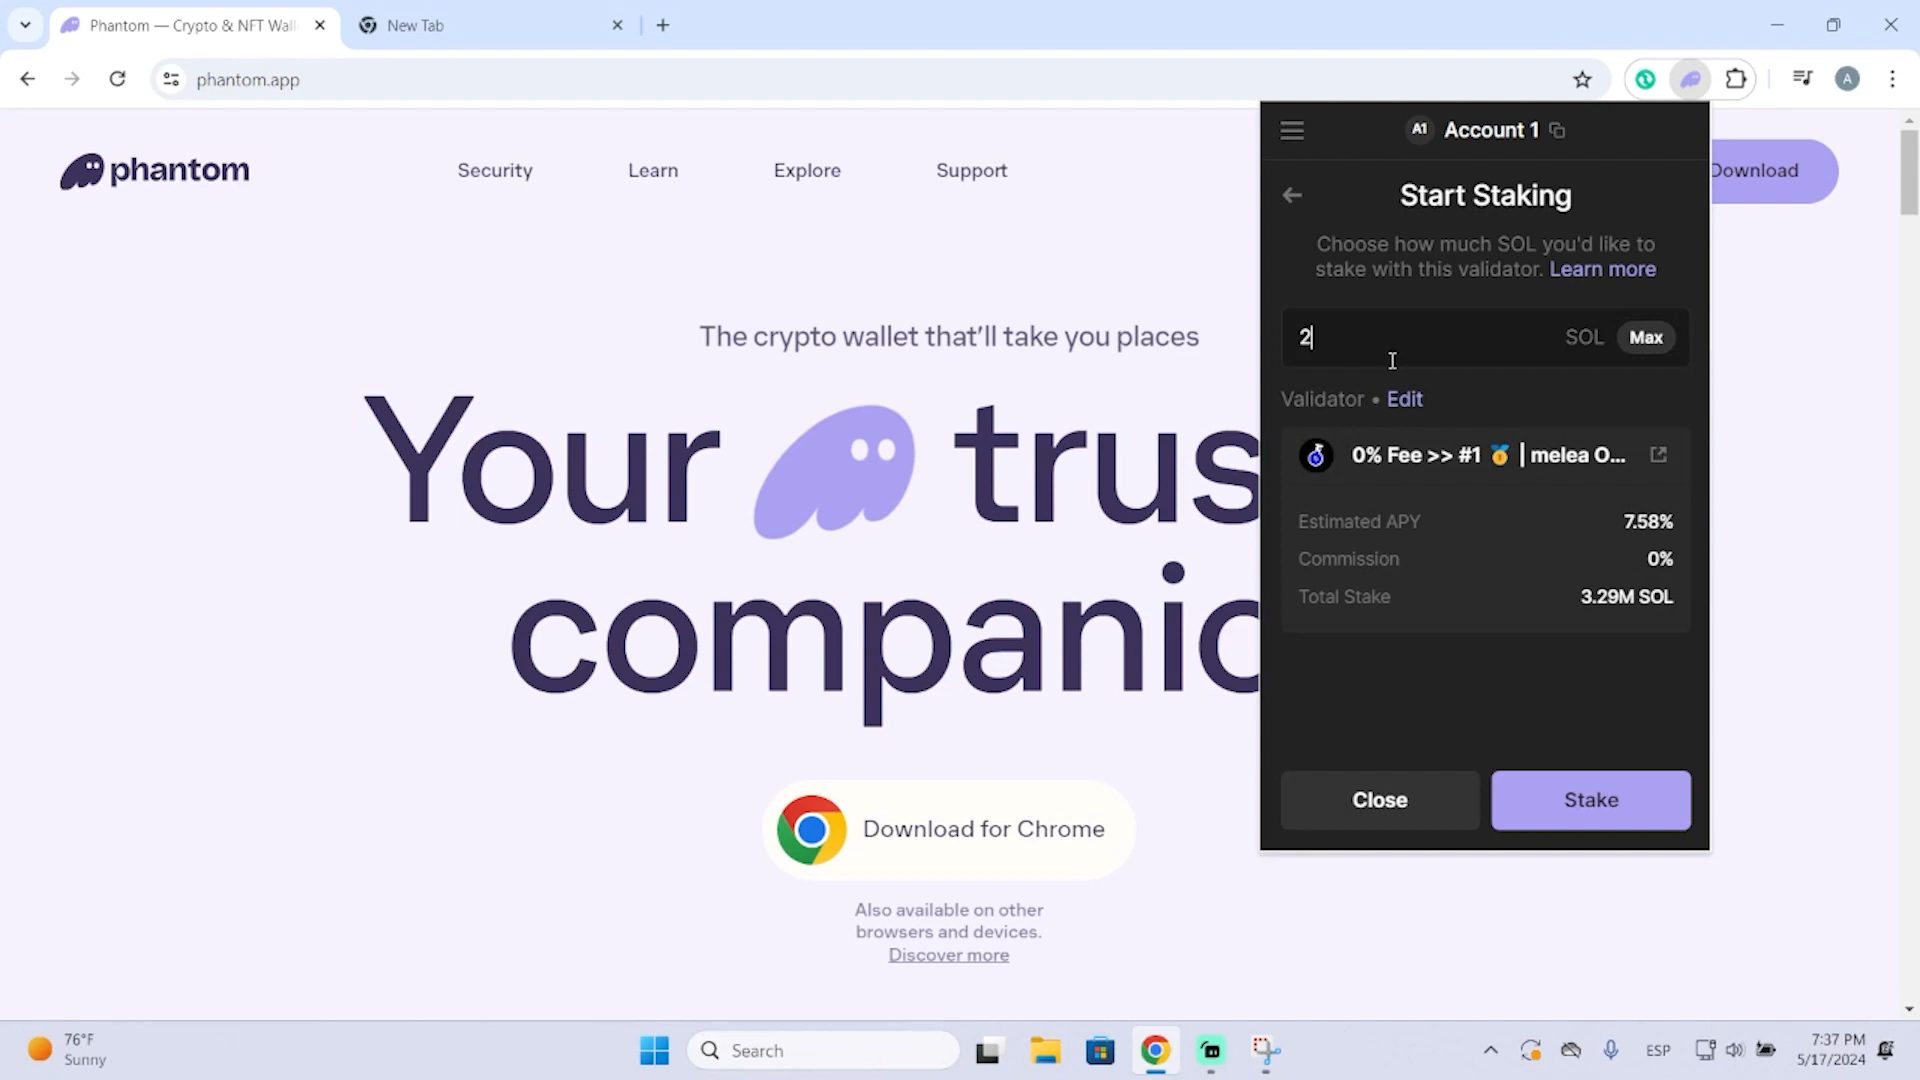 Phantom — Crypto & NFT Wall
New Tab
phantom.app
A
phantom
Security
Learn
Explore
Support
Download
The crypto wallet that'll take you places
Your trus
companio
Download for Chrome
Also available on other
browsers and devices.
Discover more
A1 Account 1
Start Staking
Choose how much SOL you'd like to
stake with this validator. Learn more
2 SOL Max
Validator • Edit
0% Fee >> #1 🥇 | melea O...
Estimated APY 7.58%
Commission 0%
Total Stake 3.29M SOL
Close
Stake
76°F
Sunny
Search
ESP
7:37 PM
5/17/2024